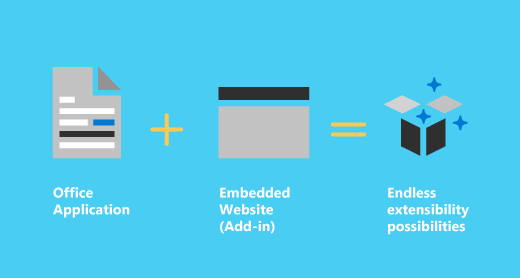 Office
Application
Embedded
Website
(Add-in)
Endless
extensibility
possibilities